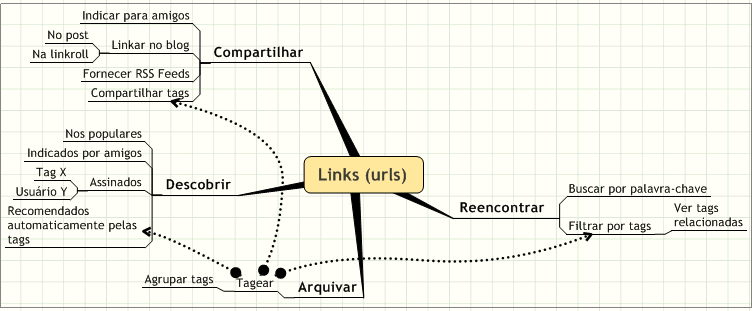 Links (urls)
Compartilhar
Indicar para amigos
Linkar no blog
No post
Na linkroll
Fornecer RSS Feeds
Compartilhar tags
Descobrir
Nos populares
Indicados por amigos
Assinados
Tag X
Usuário Y
Recomendados
automaticamente pelas
tags
Reencontrar
Buscar por palavra-chave
Filtrar por tags
Ver tags
relacionadas
Arquivar
Tagear
Agrupar tags